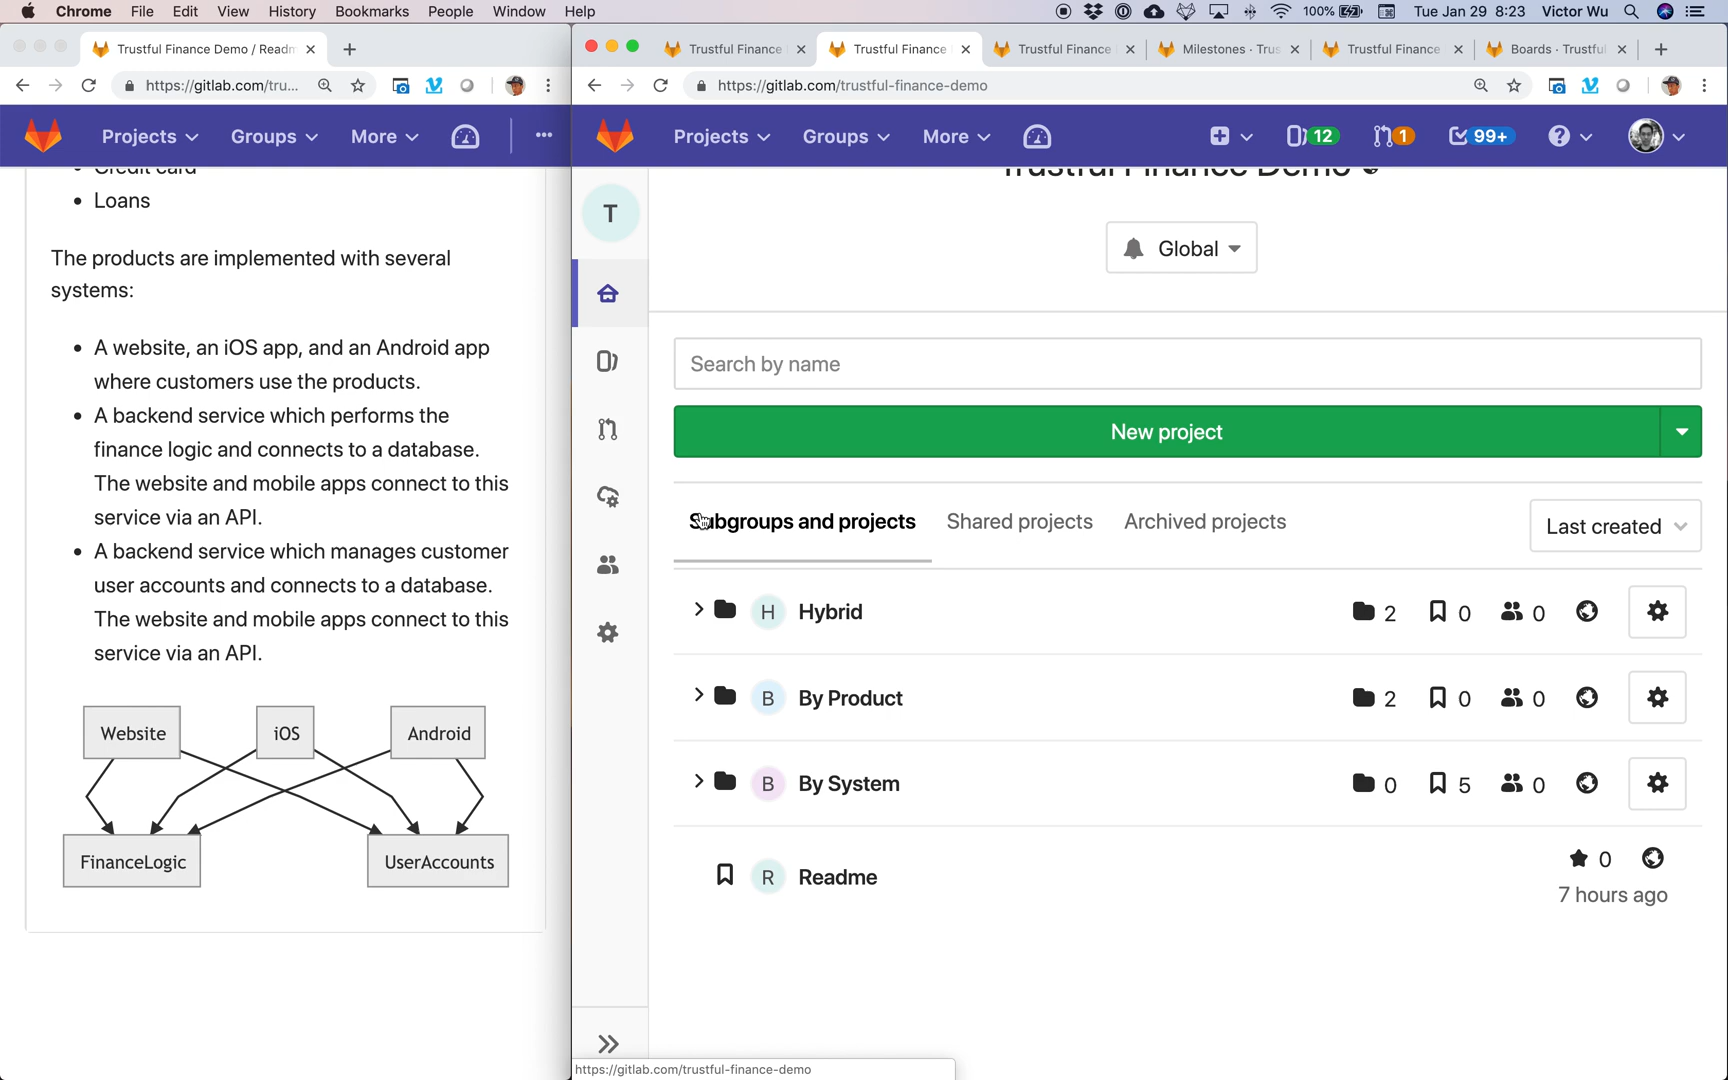 Chrome File Edit View History Bookmarks People Window Help 100% Tue Jan 29 8:23 Victor Wu
Trustful Finance Demo / Readm
https://gitlab.com/tru...
Projects Groups More
Credit card
Loans
The products are implemented with several
systems:
A website, an iOS app, and an Android app
where customers use the products.
A backend service which performs the
finance logic and connects to a database.
The website and mobile apps connect to this
service via an API.
A backend service which manages customer
user accounts and connects to a database.
The website and mobile apps connect to this
service via an API.
Website iOS Android
FinanceLogic UserAccounts
Trustful Finance Trustful Finance Trustful Finance Milestones · Trus Trustful Finance Boards · Trustful
https://gitlab.com/trustful-finance-demo
Projects Groups More 12 1 99+
T
Trustful Finance Demo
Global
Search by name
New project
Subgroups and projects Shared projects Archived projects Last created
H Hybrid 2 0 0
B By Product 2 0 0
B By System 0 5 0
R Readme 0
7 hours ago
https://gitlab.com/trustful-finance-demo